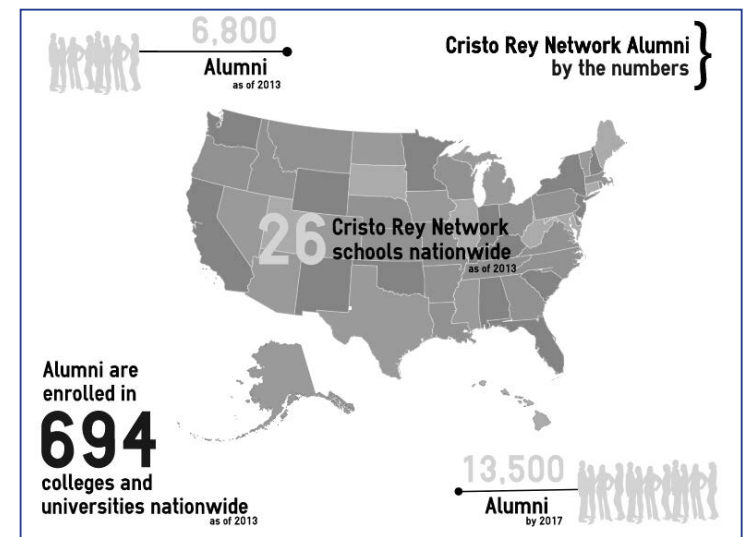 6,800
Alumni
as of 2013
Cristo Rey Network Alumni
by the numbers
26 Cristo Rey Network
schools nationwide
as of 2013
Alumni are
enrolled in
694
colleges and
universities nationwide
as of 2013
13,500
Alumni
by 2017